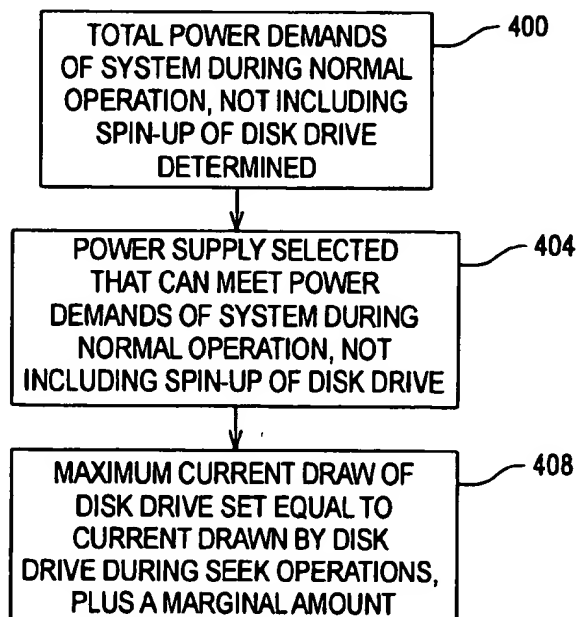 TOTAL POWER DEMANDS
OF SYSTEM DURING NORMAL
OPERATION, NOT INCLUDING
SPIN-UP OF DISK DRIVE
DETERMINED
400
POWER SUPPLY SELECTED
THAT CAN MEET POWER
DEMANDS OF SYSTEM DURING
NORMAL OPERATION, NOT
INCLUDING SPIN-UP OF DISK DRIVE
404
MAXIMUM CURRENT DRAW OF
DISK DRIVE SET EQUAL TO
CURRENT DRAWN BY DISK
DRIVE DURING SEEK OPERATIONS,
PLUS A MARGINAL AMOUNT
408